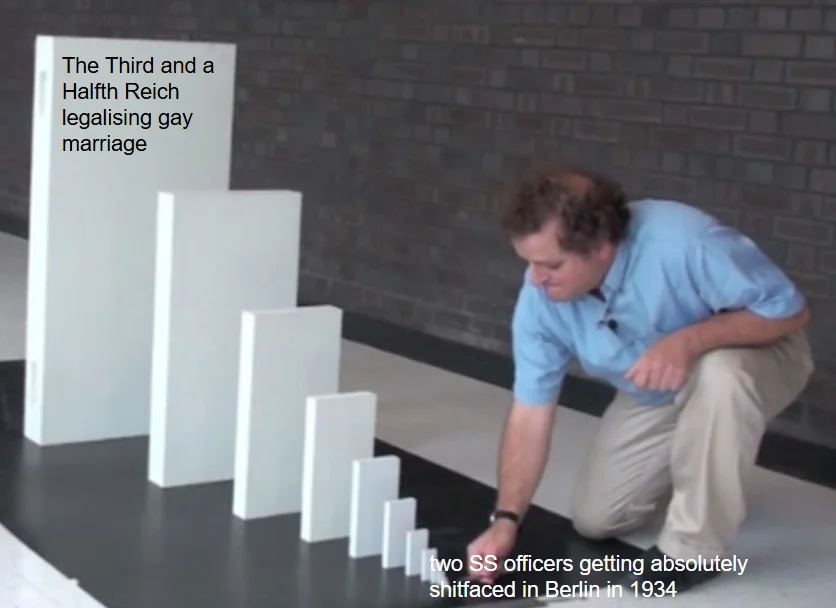 The Third and a
Halfth Reich
legalising gay
marriage
two SS officers getting absolutely
shitfaced in Berlin in 1934